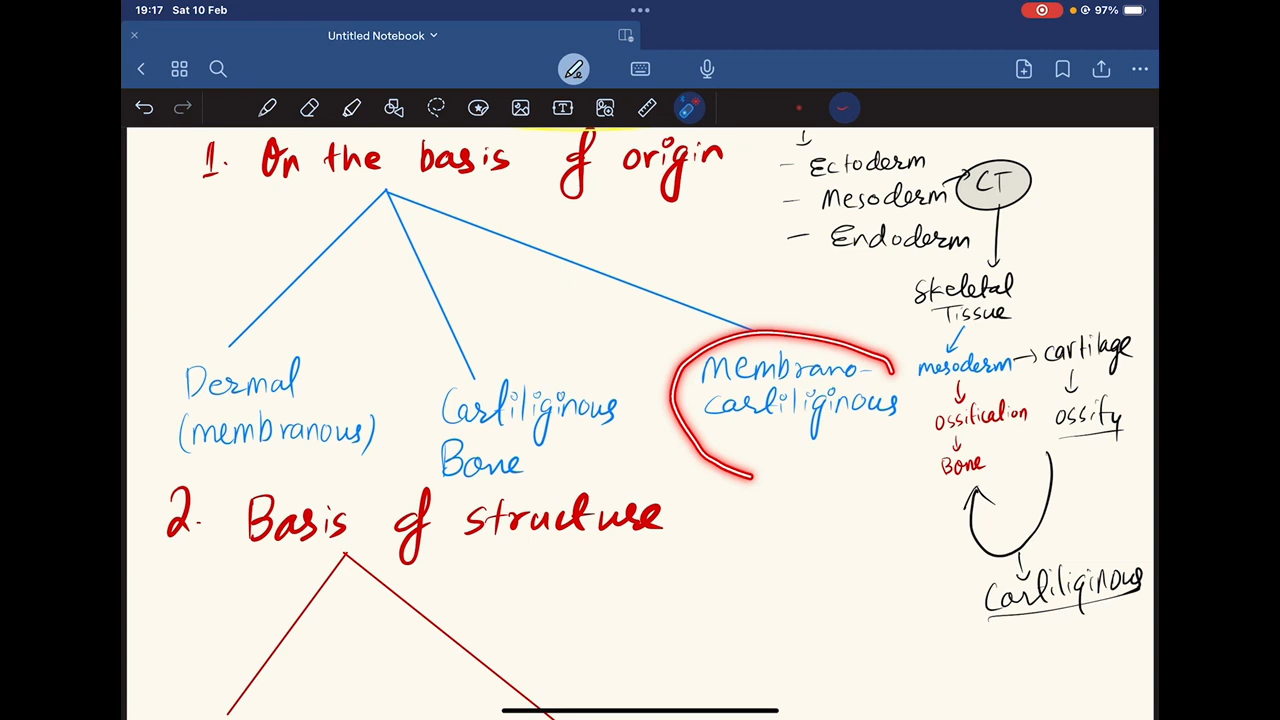 19:17 Sat 10 Feb
97%
Untitled Notebook
1. On the basis of origin
- Ectoderm
- Mesoderm
CT
- Endoderm
Skeletal
Tissue
mesoderm
cartilage
Ossification
ossify
Bone
Cartiliginous
Dermal
(membranous)
Cartiliginous
Bone
Membrano-
cartiliginous
2. Basis of structure